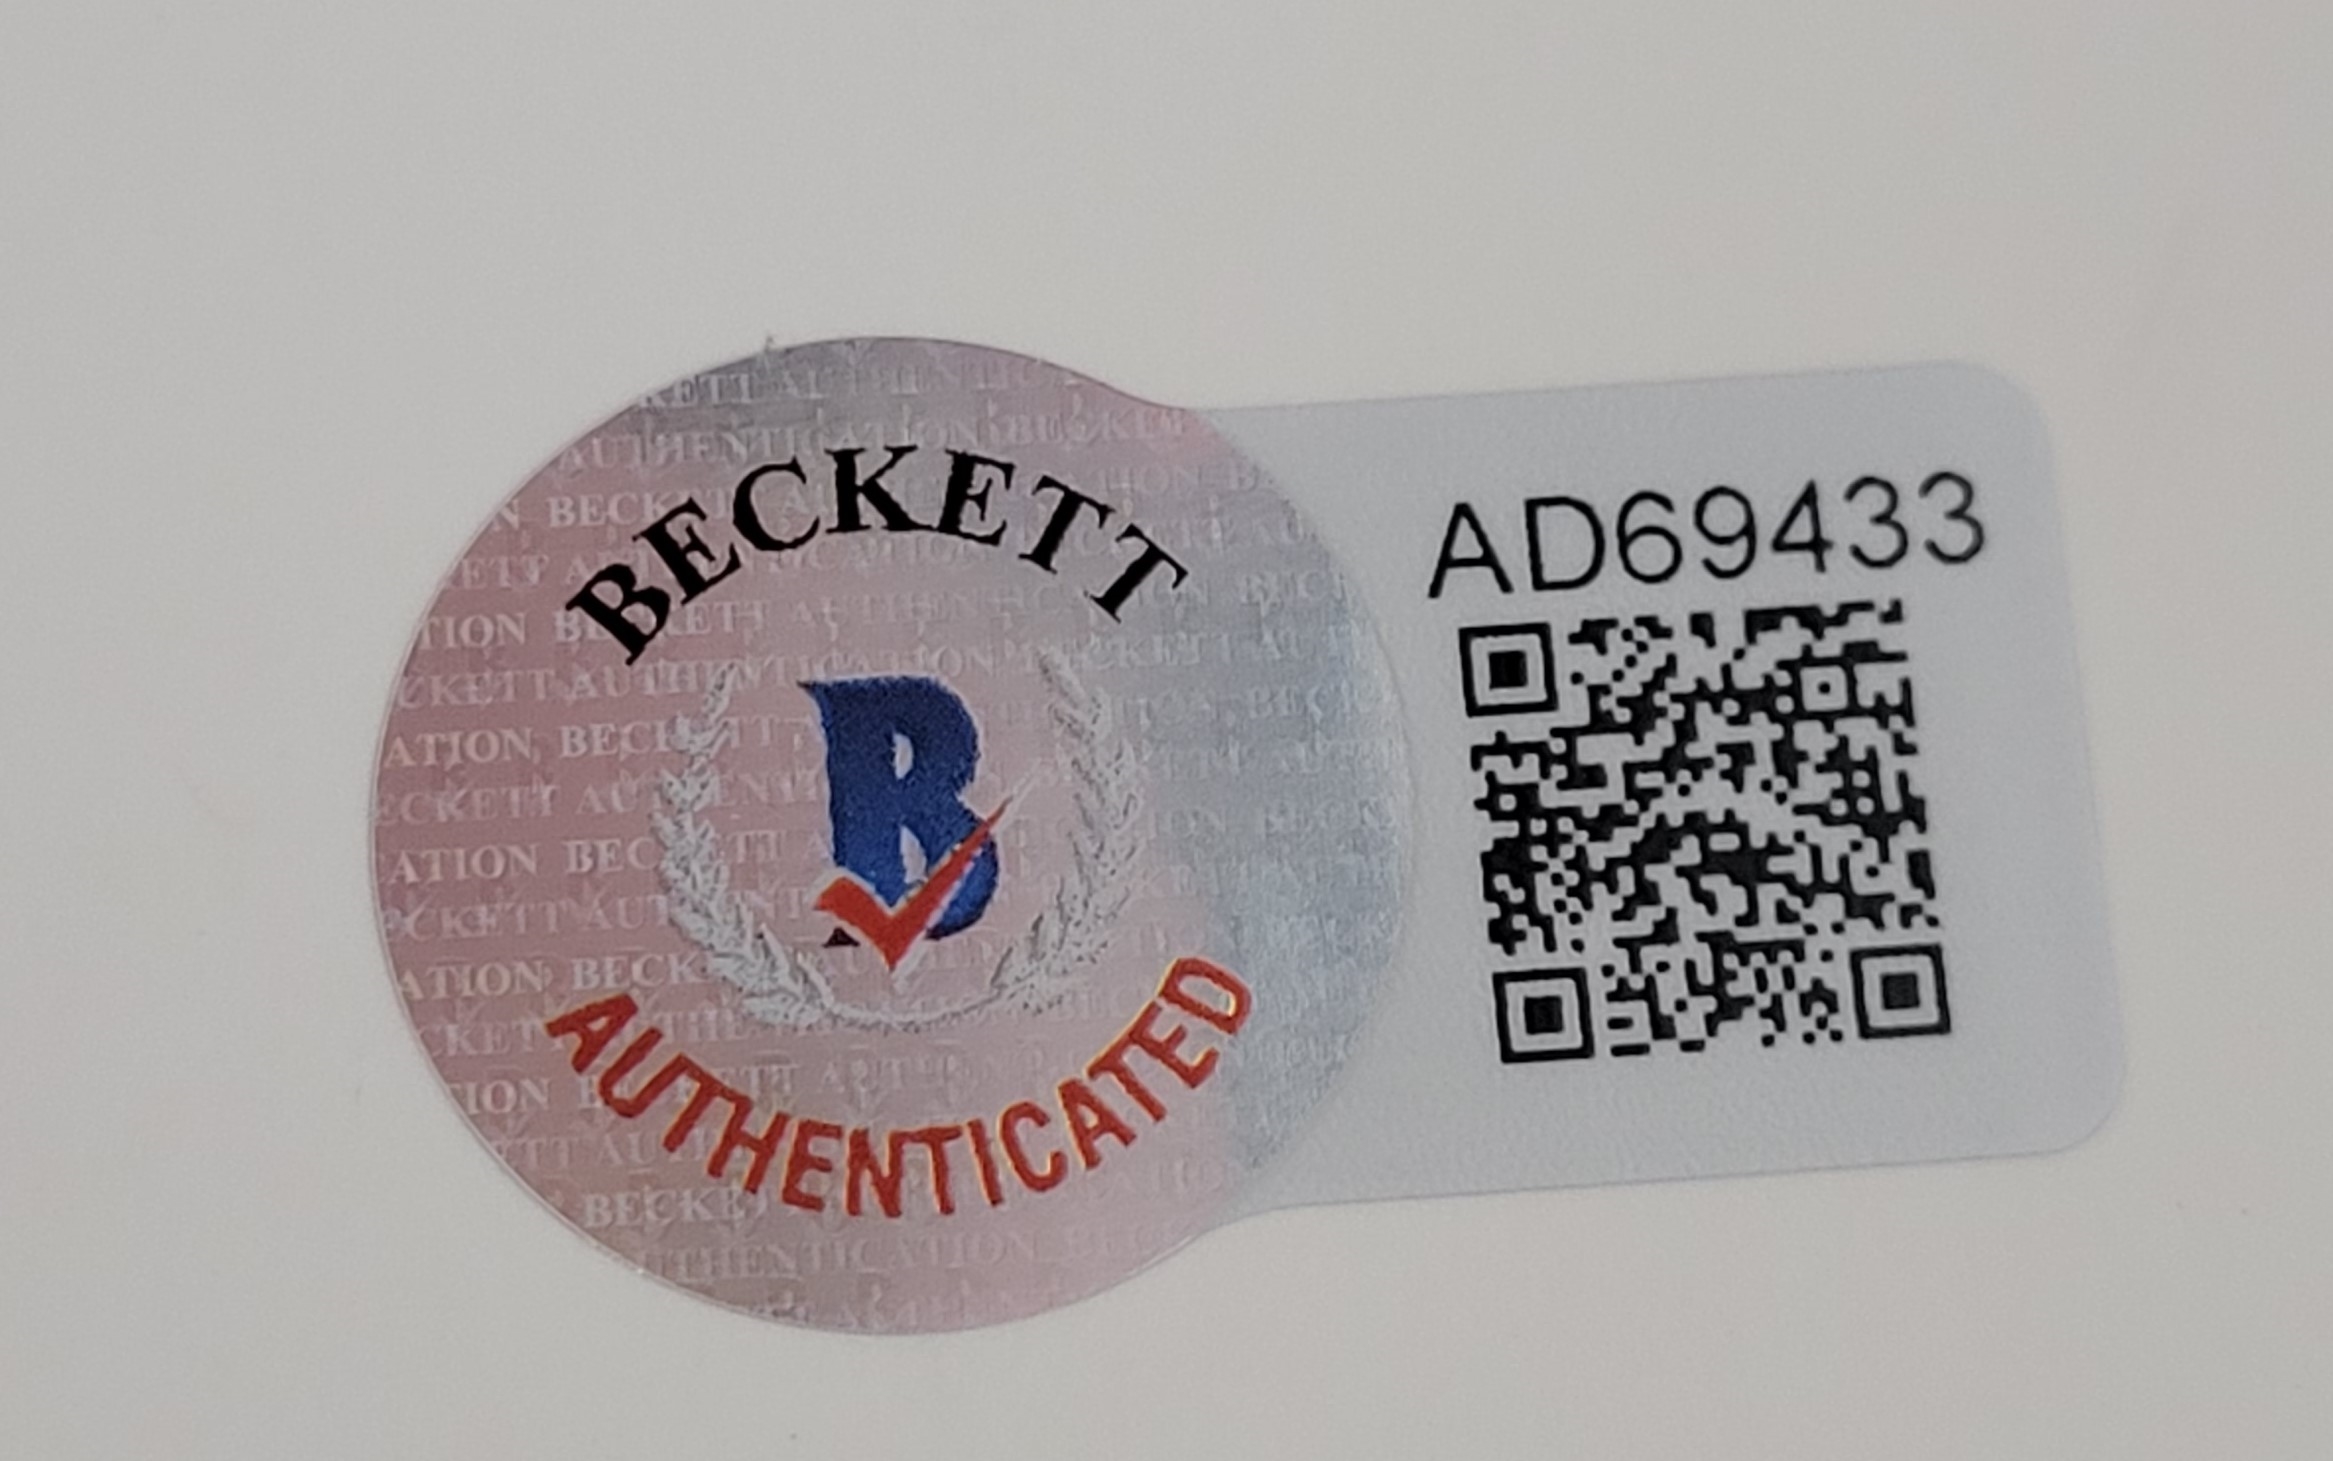 BECKETT
B
AUTHENTICATED
AD69433